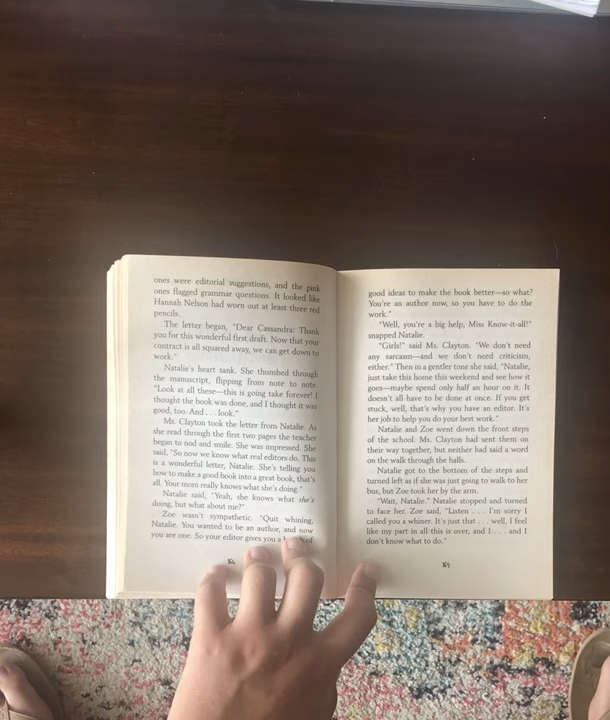 ones were editorial suggestions, and the pink
ones flagged grammar questions. It looked like
Hannah Nelson had worn out at least three red
pencils.
The letter began, "Dear Cassandra: Thank
you for this wonderful first draft. Now that your
contract is all squared away, we can get down to
work."
Natalie's heart sank. She thumbed through
the manuscript, flipping from note to note.
"Look at all these—this is going take forever! I
thought the book was done, and I thought it was
good, too. And . . . look."
Ms. Clayton took the letter from Natalie. As
she read through the first two pages the teacher
began to nod and smile. She was impressed. She
said, "So now we know what real editors do. This
is a wonderful letter, Natalie. She's telling you
how to make a good book into a great book, that's
all. Your mom really knows what she's doing."
Natalie said, "Yeah, she knows what she's
doing, but what about me?"
Zoe wasn't sympathetic. "Quit whining,
Natalie. You wanted to be an author, and now
you are one. So your editor gives you a of
good ideas to make the book better—so what?
You're an author now, so you have to do the
work."
"Well, you're a big help, Miss Know-it-all!"
snapped Natalie.
"Girls!" said Ms. Clayton. "We don't need
any sarcasm—and we don't need criticism,
either." Then in a gentler tone she said, "Natalie,
just take this home this weekend and see how it
goes—maybe spend only half an hour on it. It
doesn't all have to be done at once. If you get
stuck, well, that's why you have an editor. It's
her job to help you do your best work."
Natalie and Zoe went down the front steps
of the school. Ms. Clayton had sent them on
their way together, but neither had said a word
on the walk through the halls.
Natalie got to the bottom of the steps and
turned left as if she was just going to walk to her
bus, but Zoe took her by the arm.
"Wait, Natalie." Natalie stopped and turned
to face her. Zoe said, "Listen . . . I'm sorry I
called you a whiner. It's just that . . . well, I feel
like my part in all this is over, and I . . . and I
don't know what to do."